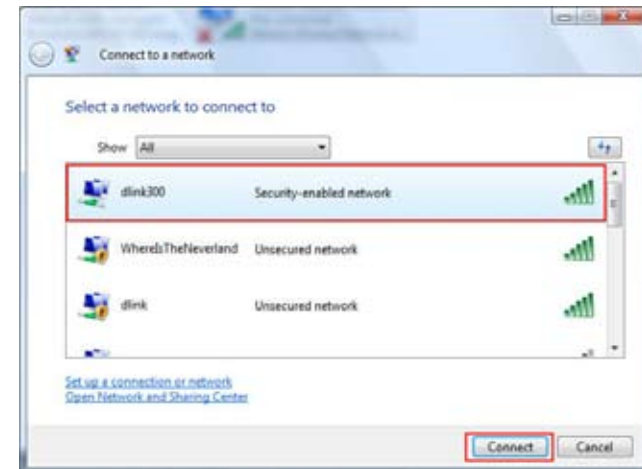 Connect to a network
Select a network to connect to
Show All
dlink300 Security-enabled network
WhereIsTheNeverland Unsecured network
dlink Unsecured network
Set up a connection or network
Open Network and Sharing Center
Connect Cancel